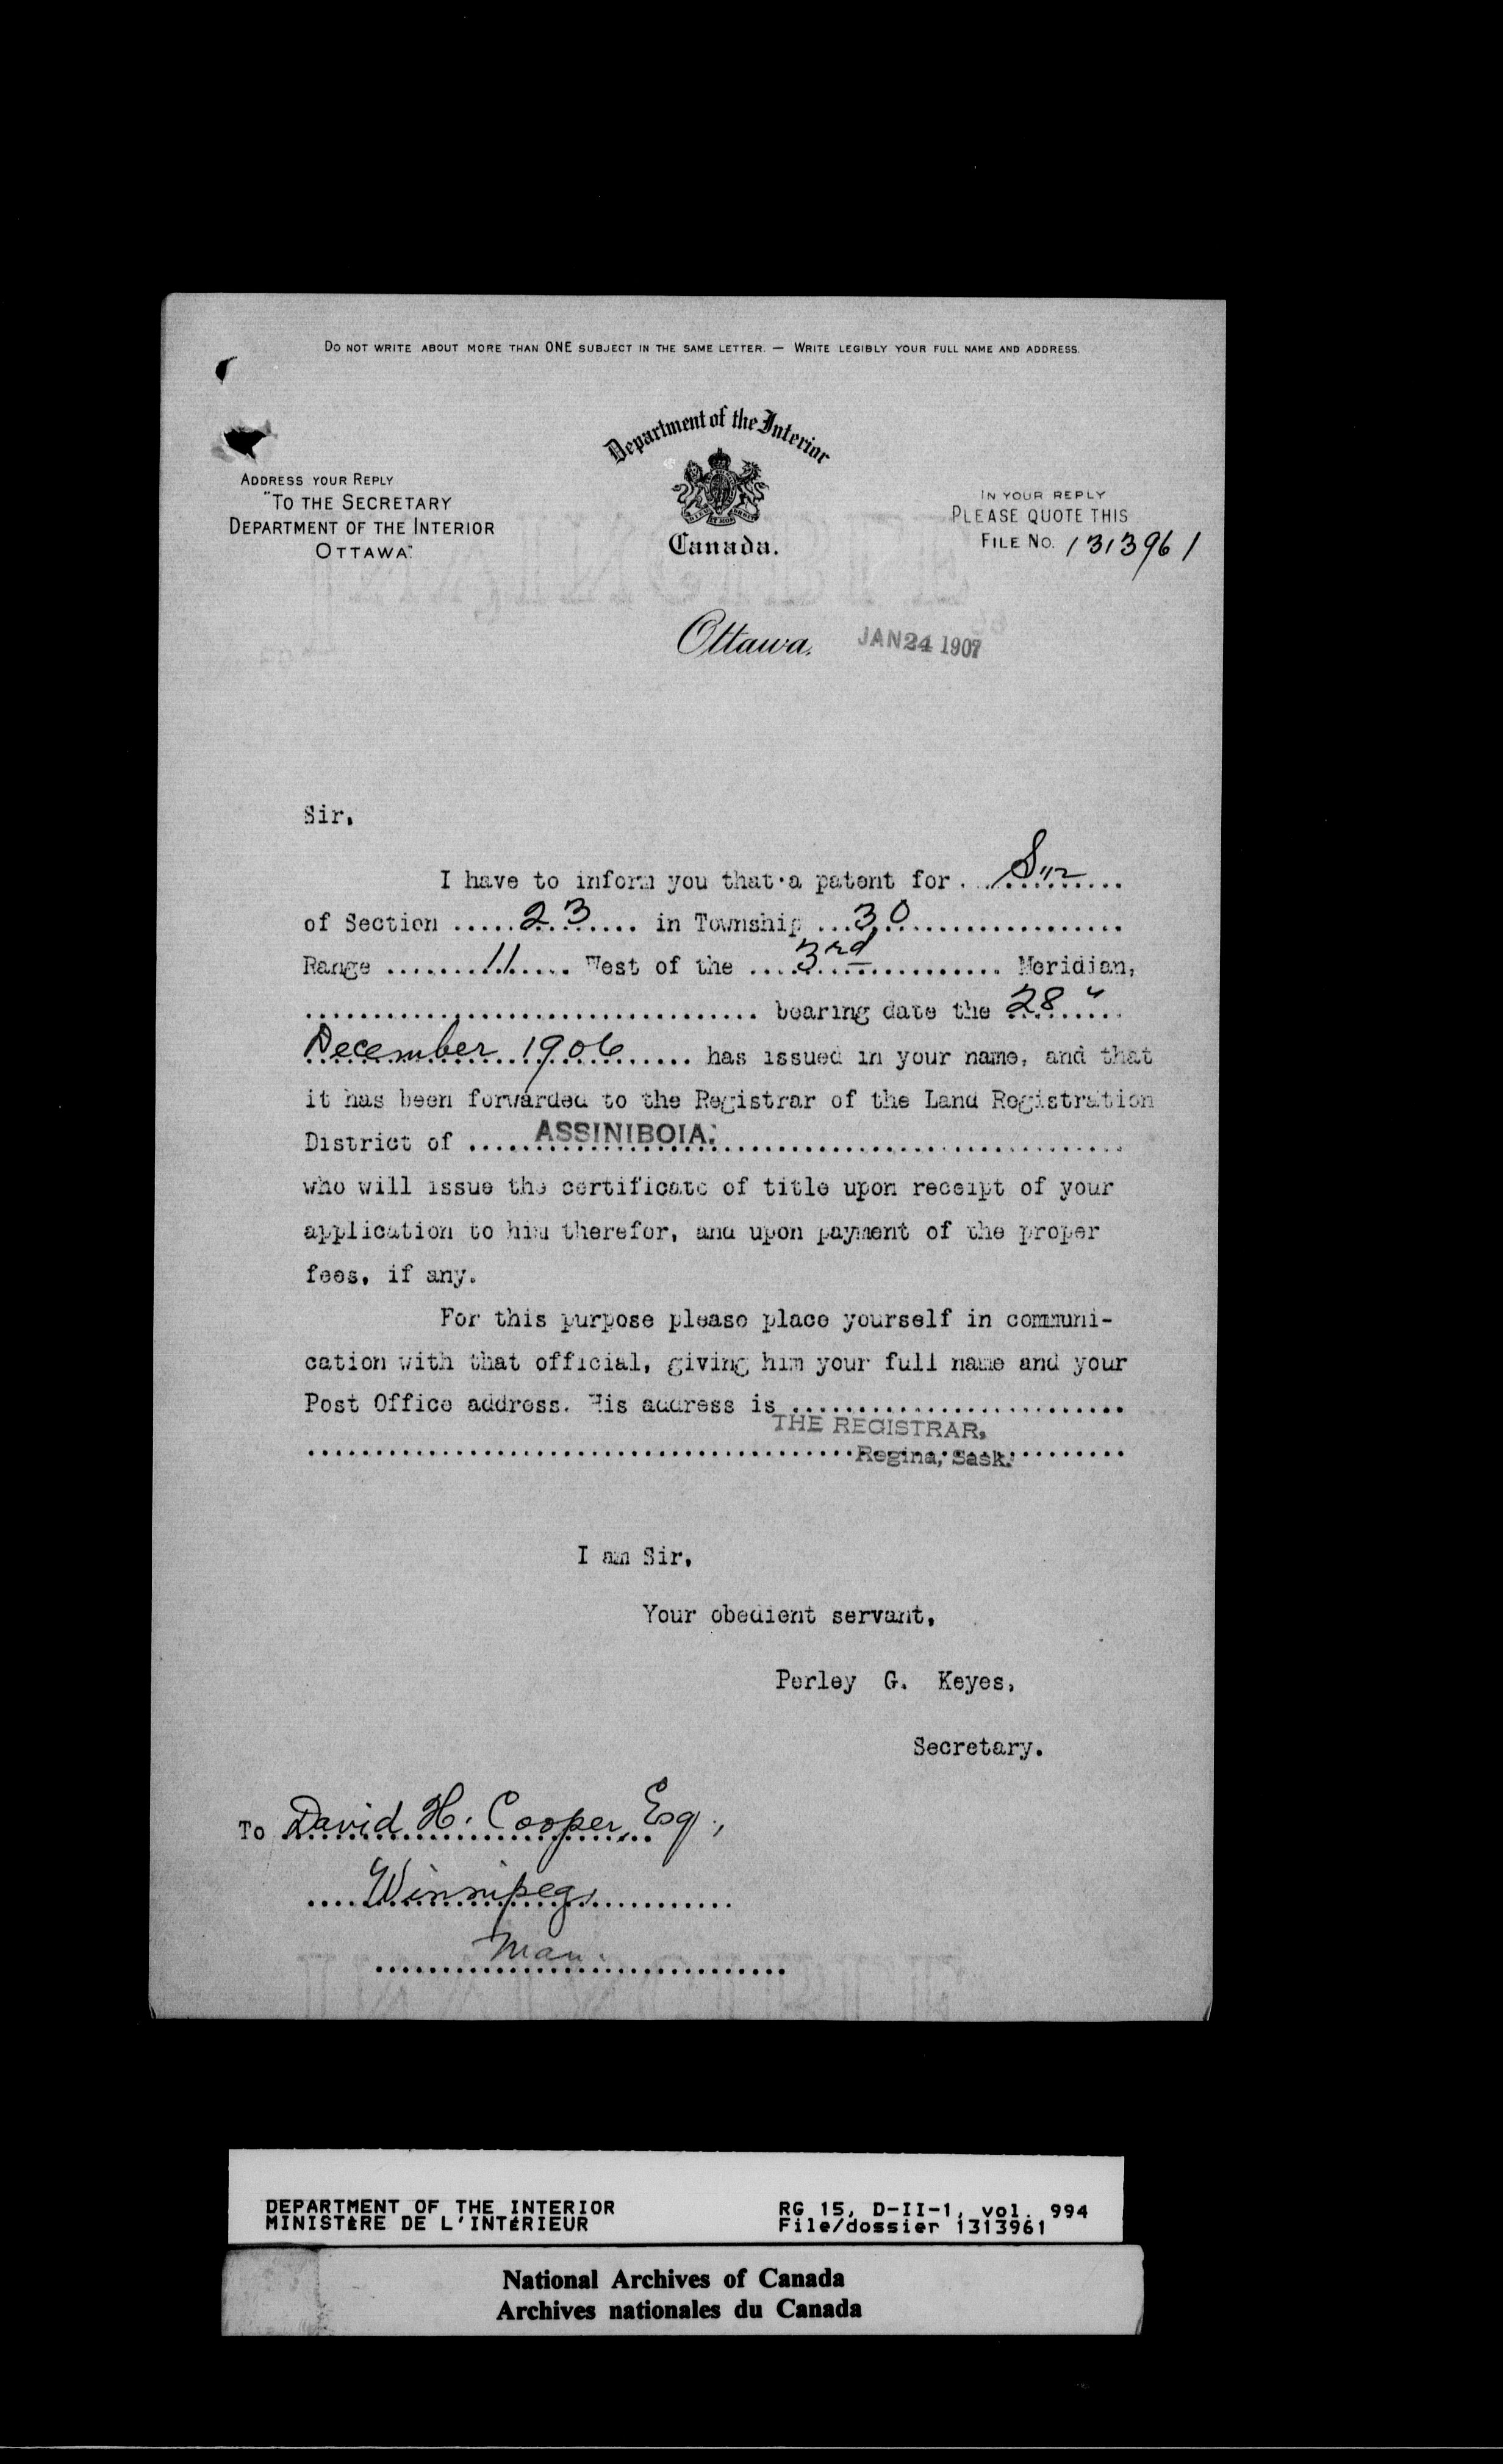 DO NOT WRITE ABOUT MORE THAN ONE SUBJECT IN THE SAME LETTER. — WRITE LEGIBLY YOUR FULL NAME AND ADDRESS.
Department of the Interior
Canada.
ADDRESS YOUR REPLY
"TO THE SECRETARY
DEPARTMENT OF THE INTERIOR
OTTAWA."
IN YOUR REPLY
PLEASE QUOTE THIS
FILE No. 1313961
Ottawa, JAN 24 1907
Sir,
I have to inform you that a patent for ............
of Section .....23..... in Township ...30...................
Range .......11...... West of the ....3rd................ Meridian,
.................................. bearing date the 28 "
December 1906...... has issued in your name, and that
it has been forwarded to the Registrar of the Land Registration
District of .....ASSINIBOIA...............................
who will issue the certificate of title upon receipt of your
application to him therefor, and upon payment of the proper
fees, if any.
For this purpose please place yourself in communi-
cation with that official, giving him your full name and your
Post Office address. His address is .........................
THE REGISTRAR,
Regina, Sask.
I am Sir,
Your obedient servant,
Perley G. Keyes,
Secretary.
To David H. Cooper, Esq.,
Winnipeg,
Man.
DEPARTMENT OF THE INTERIOR
MINISTÈRE DE L'INTÉRIEUR
RG 15, D-II-1, vol. 994
File/dossier 1313961
National Archives of Canada
Archives nationales du Canada